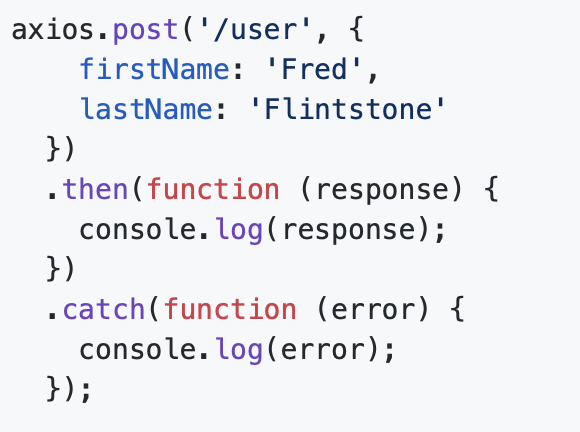 axios.post('/user', {
    firstName: 'Fred',
    lastName: 'Flintstone'
  })
  .then(function (response) {
    console.log(response);
  })
  .catch(function (error) {
    console.log(error);
  });